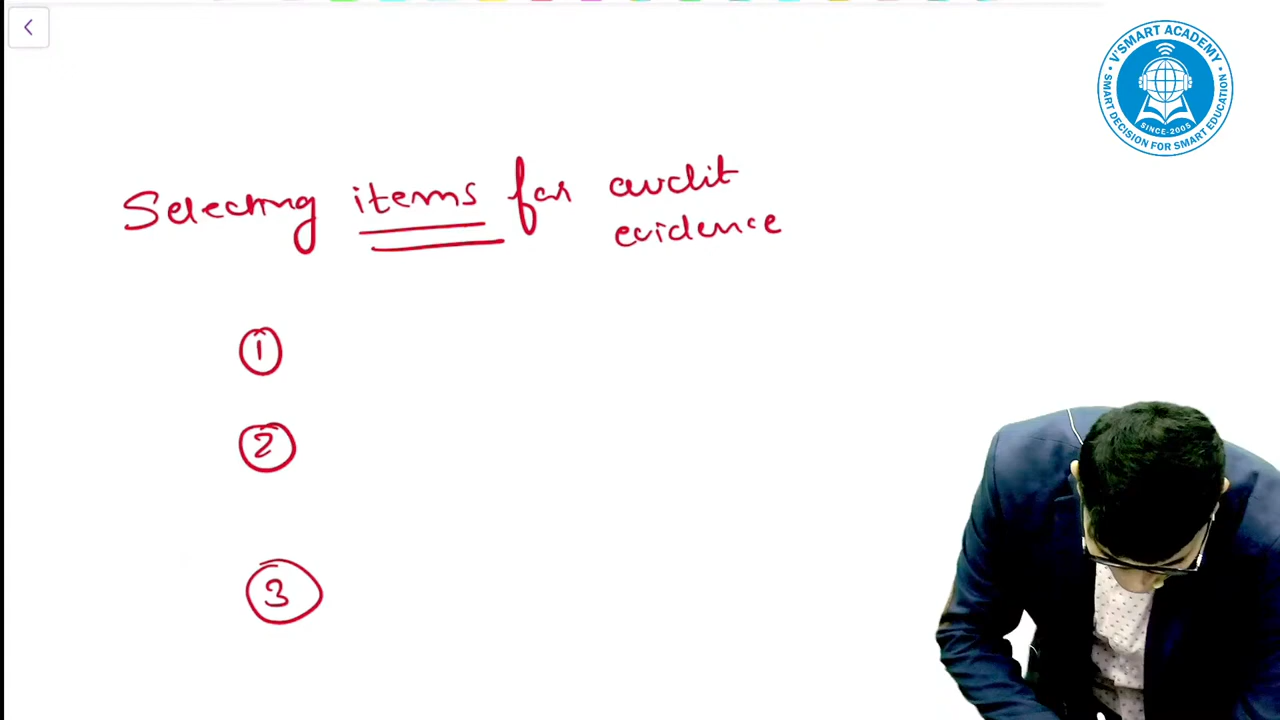 V'SMART ACADEMY
SMART DECISION FOR SMART EDUCATION
SINCE-2005
Selecting items for audit
evidence
1
2
3